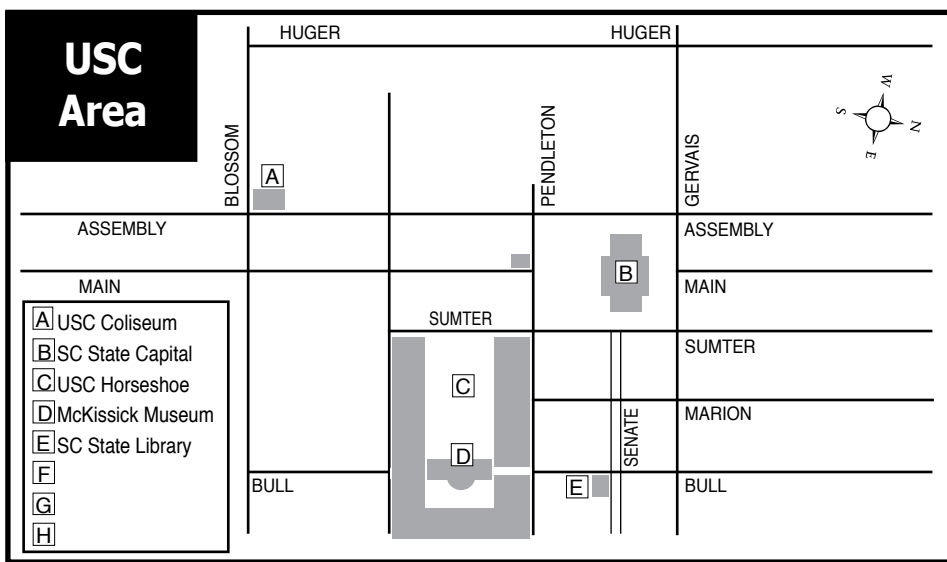 USC
Area
HUGER
HUGER
W
S
N
E
BLOSSOM
PENDLETON
GERVAIS
A
ASSEMBLY
ASSEMBLY
B
MAIN
MAIN
SUMTER
SUMTER
C
MARION
SENATE
D
BULL
E
BULL
A USC Coliseum
B SC State Capital
C USC Horseshoe
D McKissick Museum
E SC State Library
F
G
H